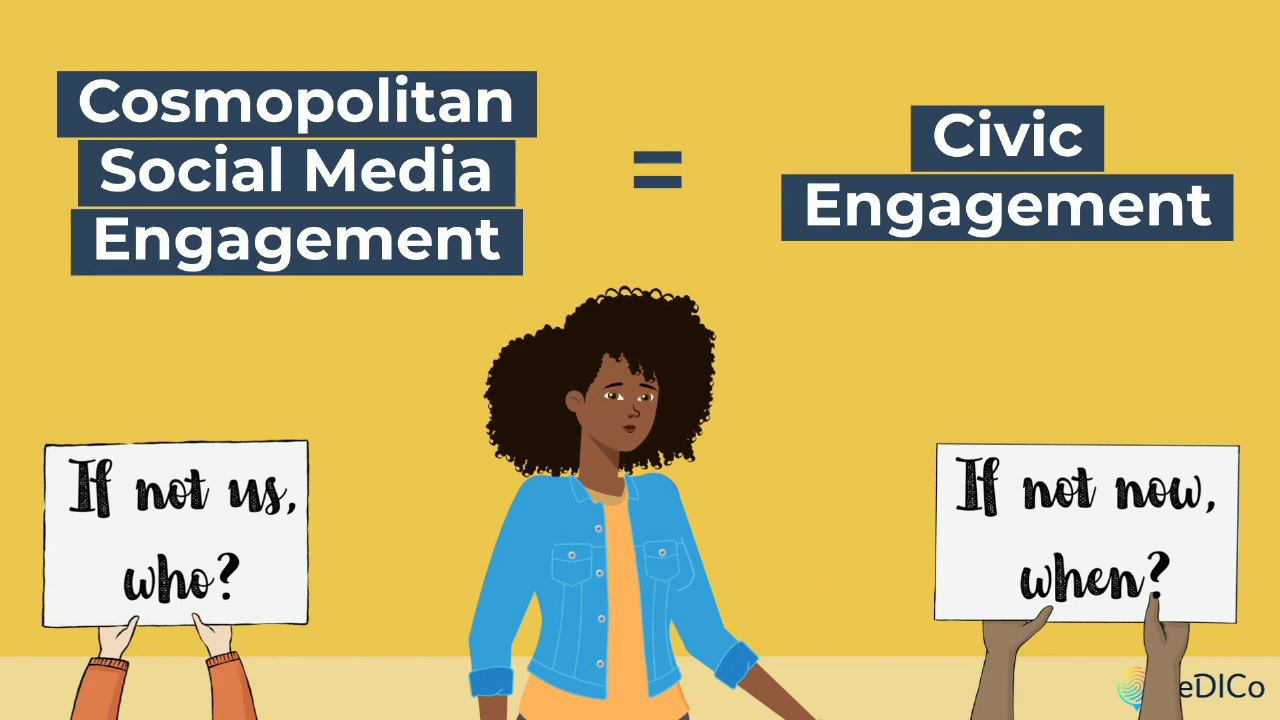 Cosmopolitan
Social Media
Engagement
=
Civic
Engagement
If not us,
who?
If not now,
when?
eDICo